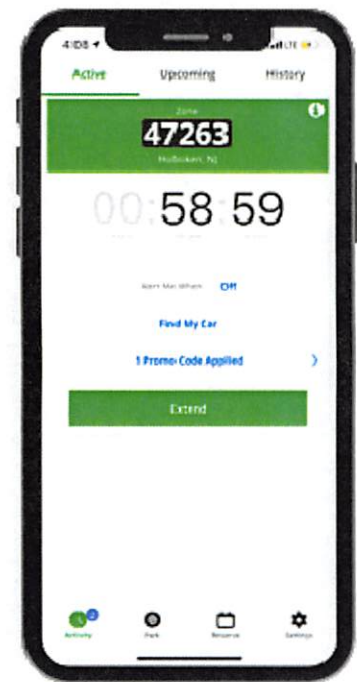 4:08
LTE
Active Upcoming History
Zone
47263
Hoboken, NJ
00:58:59
Alert Me When Off
Find My Car
1 Promo Code Applied
Extend
2
Activity Park Reserve Settings